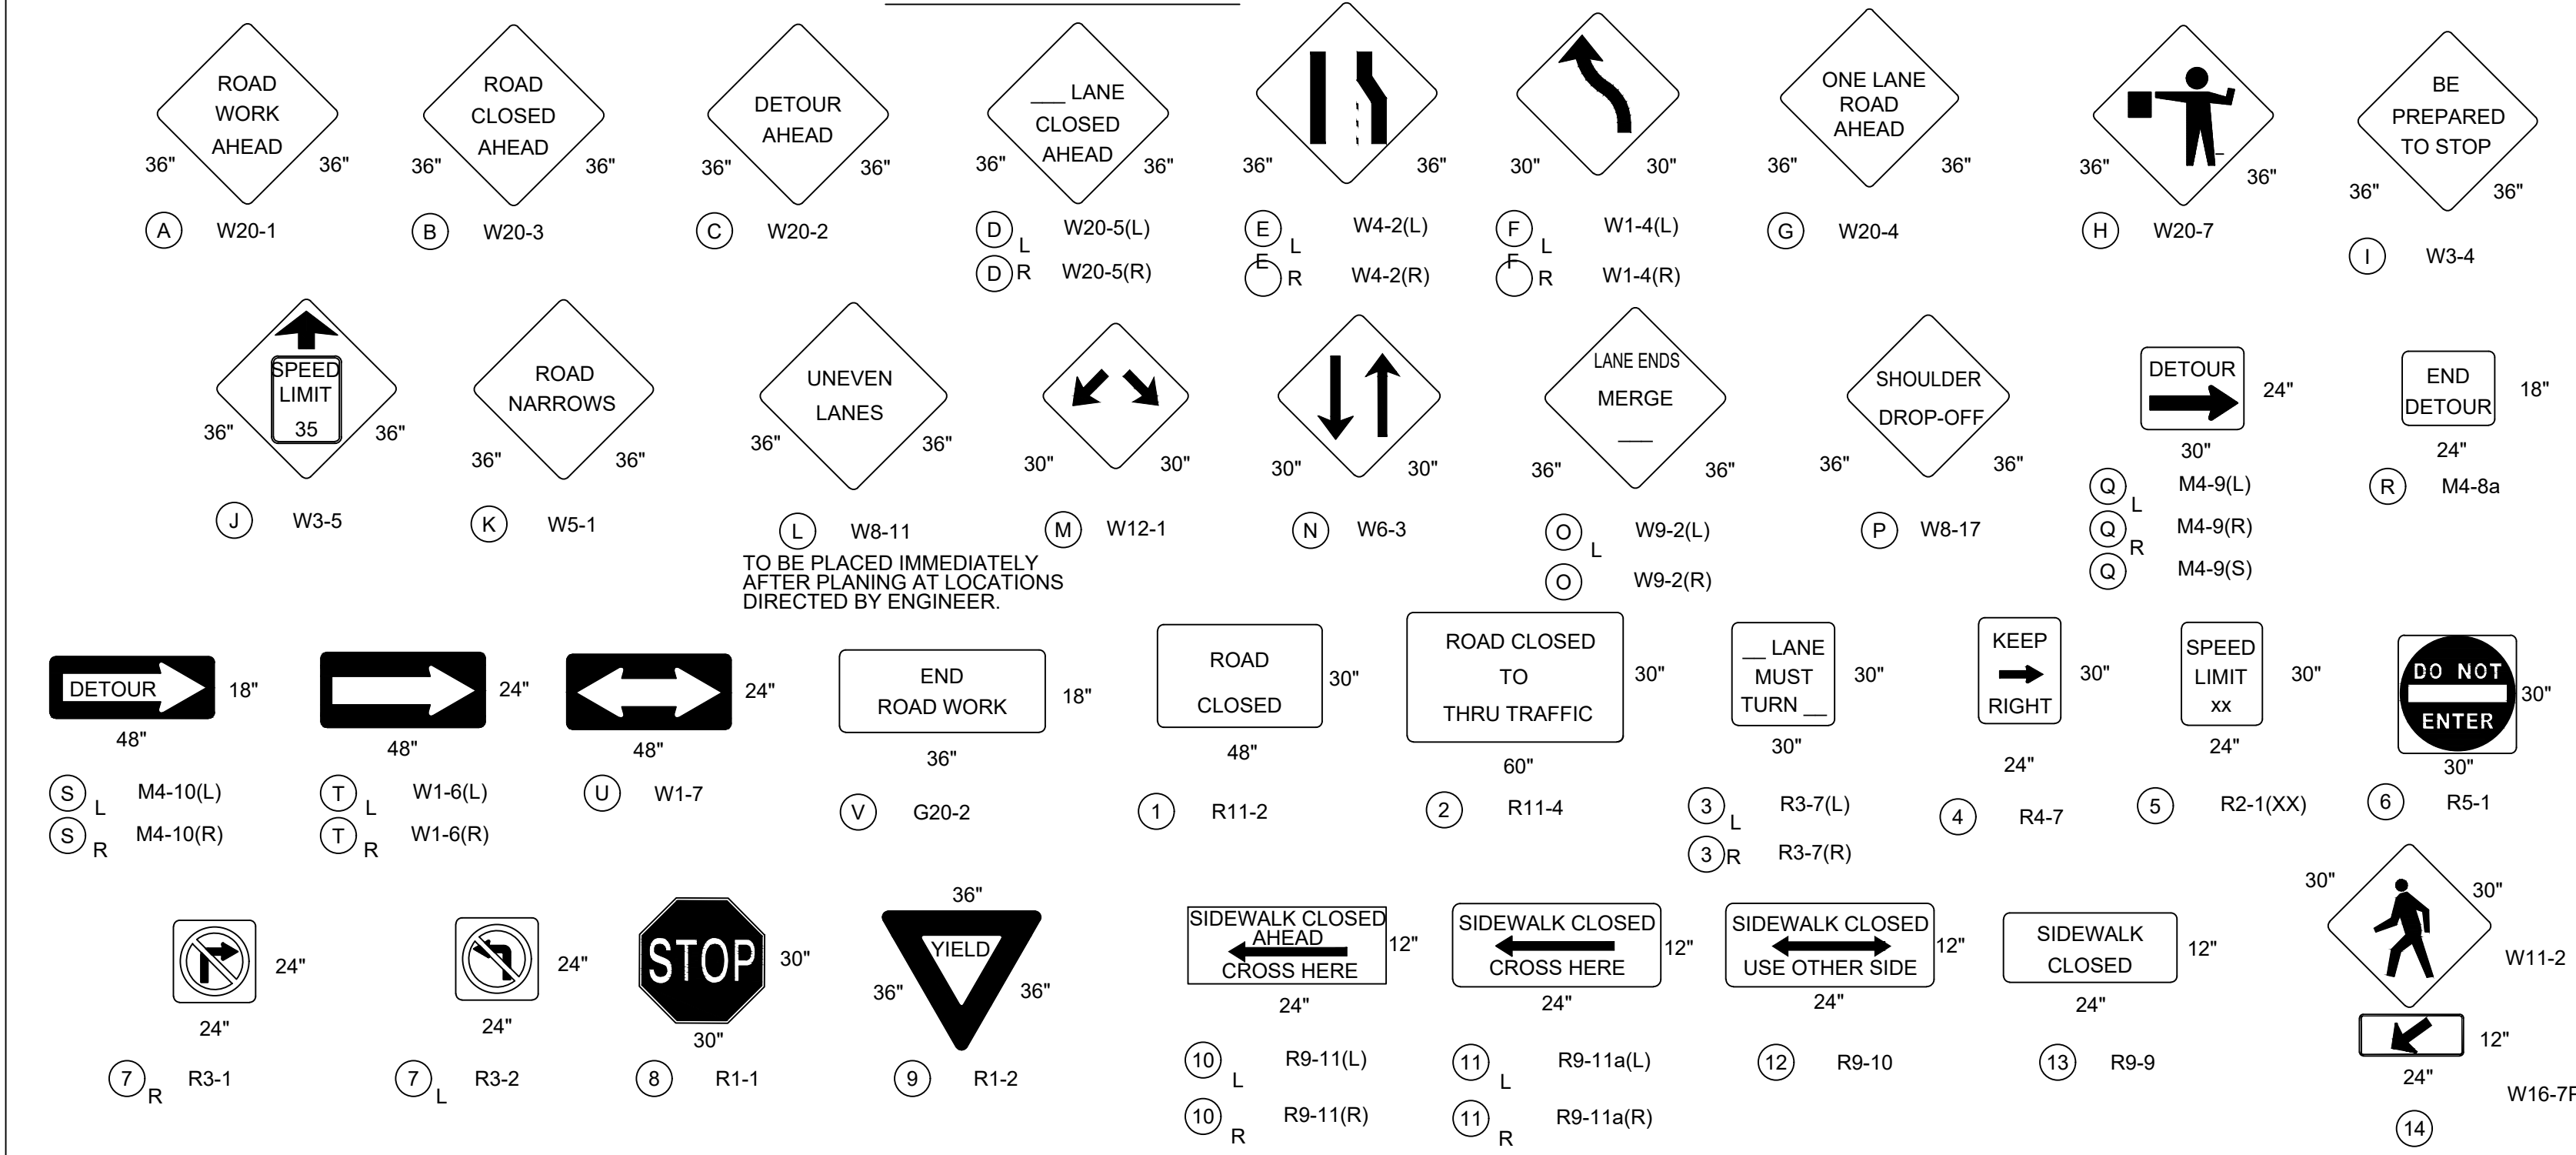 ROAD
WORK
AHEAD
36" 36"
A W20-1
ROAD
CLOSED
AHEAD
36" 36"
B W20-3
DETOUR
AHEAD
36" 36"
C W20-2
___ LANE
CLOSED
AHEAD
36" 36"
D L W20-5(L)
D R W20-5(R)
36" 36"
E L W4-2(L)
E R W4-2(R)
30" 30"
F L W1-4(L)
F R W1-4(R)
ONE LANE
ROAD
AHEAD
36" 36"
G W20-4
36" 36"
H W20-7
BE
PREPARED
TO STOP
36" 36"
I W3-4
SPEED
LIMIT
35
36" 36"
J W3-5
ROAD
NARROWS
36" 36"
K W5-1
UNEVEN
LANES
36" 36"
L W8-11
TO BE PLACED IMMEDIATELY
AFTER PLANING AT LOCATIONS
DIRECTED BY ENGINEER.
30" 30"
M W12-1
30" 30"
N W6-3
LANE ENDS
MERGE
___
36" 36"
O L W9-2(L)
O W9-2(R)
SHOULDER
DROP-OFF
36" 36"
P W8-17
DETOUR
24"
30"
Q L M4-9(L)
Q R M4-9(R)
Q M4-9(S)
END
DETOUR
18"
24"
R M4-8a
DETOUR
18"
48"
S L M4-10(L)
S R M4-10(R)
24"
48"
T L W1-6(L)
T R W1-6(R)
24"
48"
U W1-7
END
ROAD WORK
18"
36"
V G20-2
ROAD
CLOSED
30"
48"
1 R11-2
ROAD CLOSED
TO
THRU TRAFFIC
30"
60"
2 R11-4
__ LANE
MUST
TURN __
30"
30"
3 L R3-7(L)
3 R R3-7(R)
KEEP
RIGHT
30"
24"
4 R4-7
SPEED
LIMIT
xx
30"
24"
5 R2-1(XX)
DO NOT
ENTER
30"
30"
6 R5-1
24"
24"
7 R R3-1
24"
24"
7 L R3-2
STOP
30"
30"
8 R1-1
36"
YIELD
36" 36"
9 R1-2
SIDEWALK CLOSED
AHEAD
CROSS HERE
12"
24"
10 L R9-11(L)
10 R R9-11(R)
SIDEWALK CLOSED
CROSS HERE
12"
24"
11 L R9-11a(L)
11 R R9-11a(R)
SIDEWALK CLOSED
USE OTHER SIDE
12"
24"
12 R9-10
SIDEWALK
CLOSED
12"
24"
13 R9-9
30" 30"
W11-2
12"
24"
14